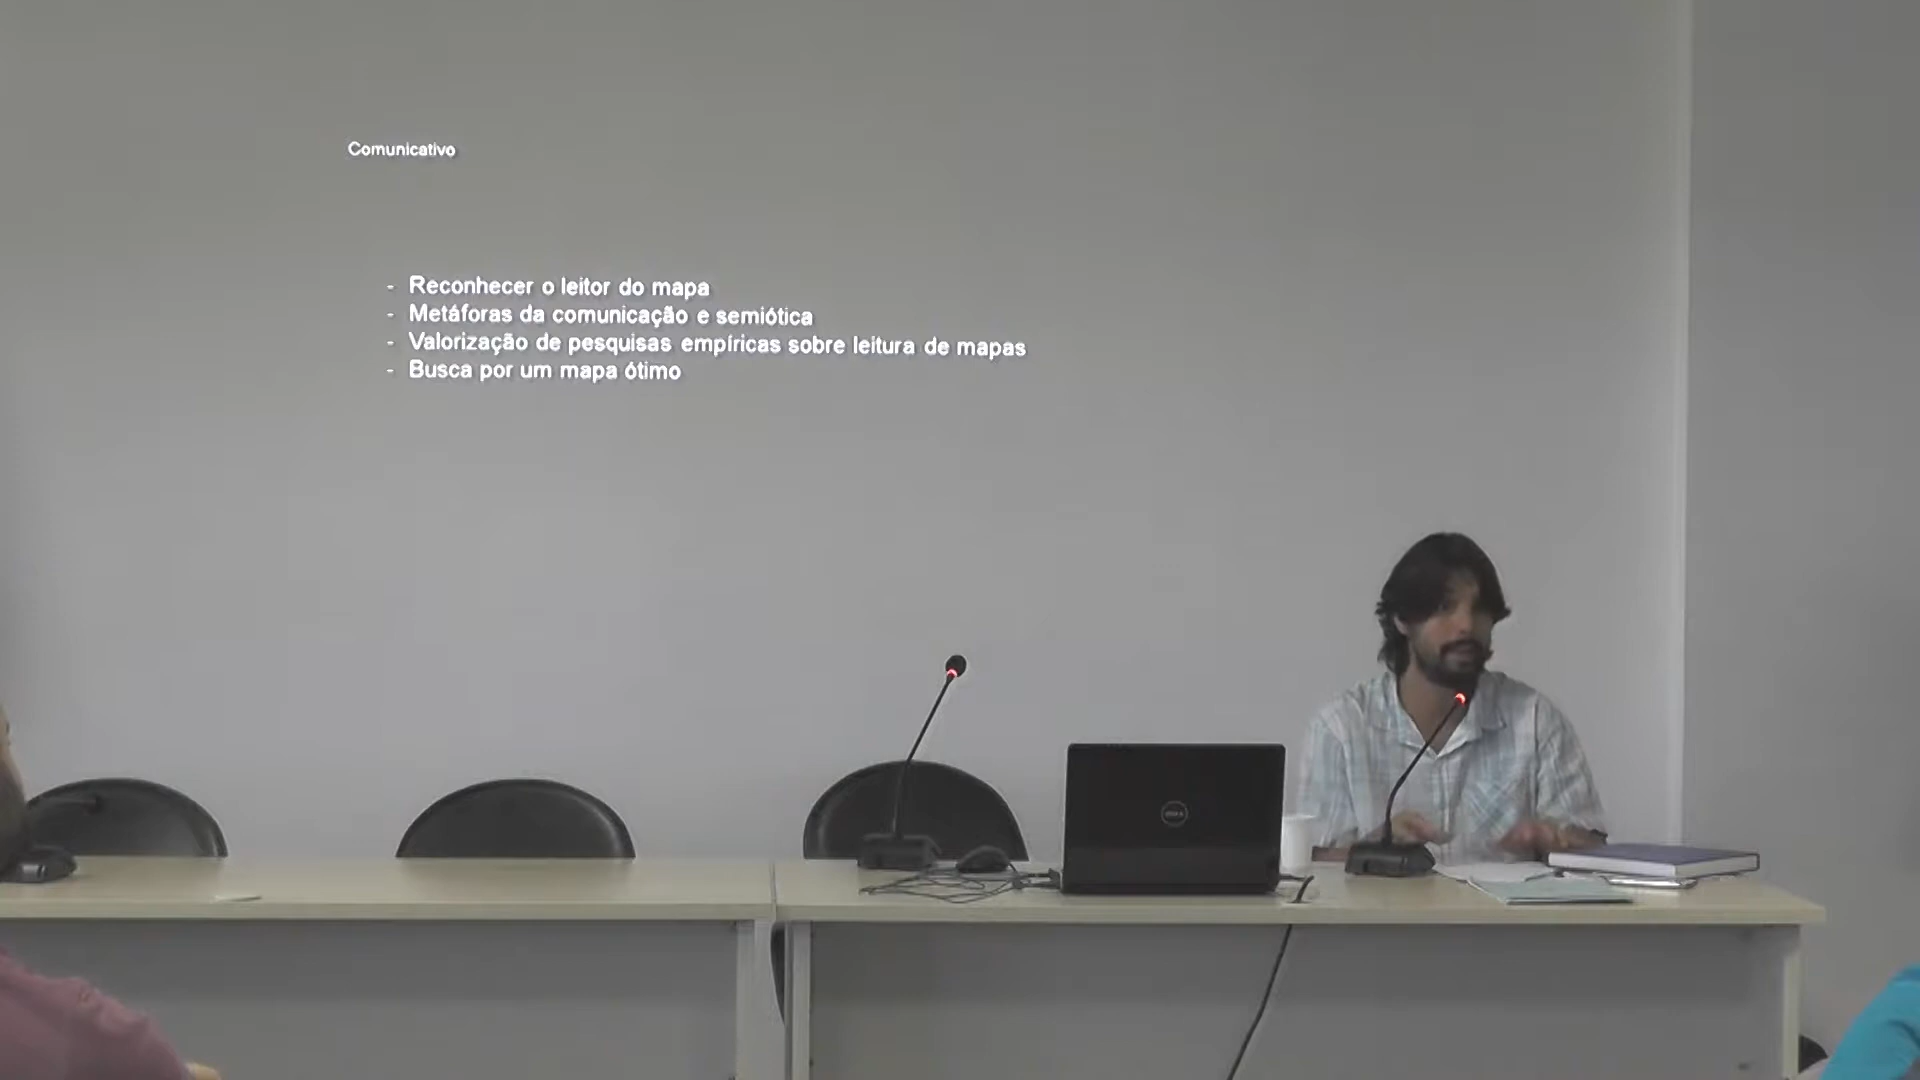 Comunicativo
- Reconhecer o leitor do mapa
- Metáforas da comunicação e semiótica
- Valorização de pesquisas empíricas sobre leitura de mapas
- Busca por um mapa ótimo